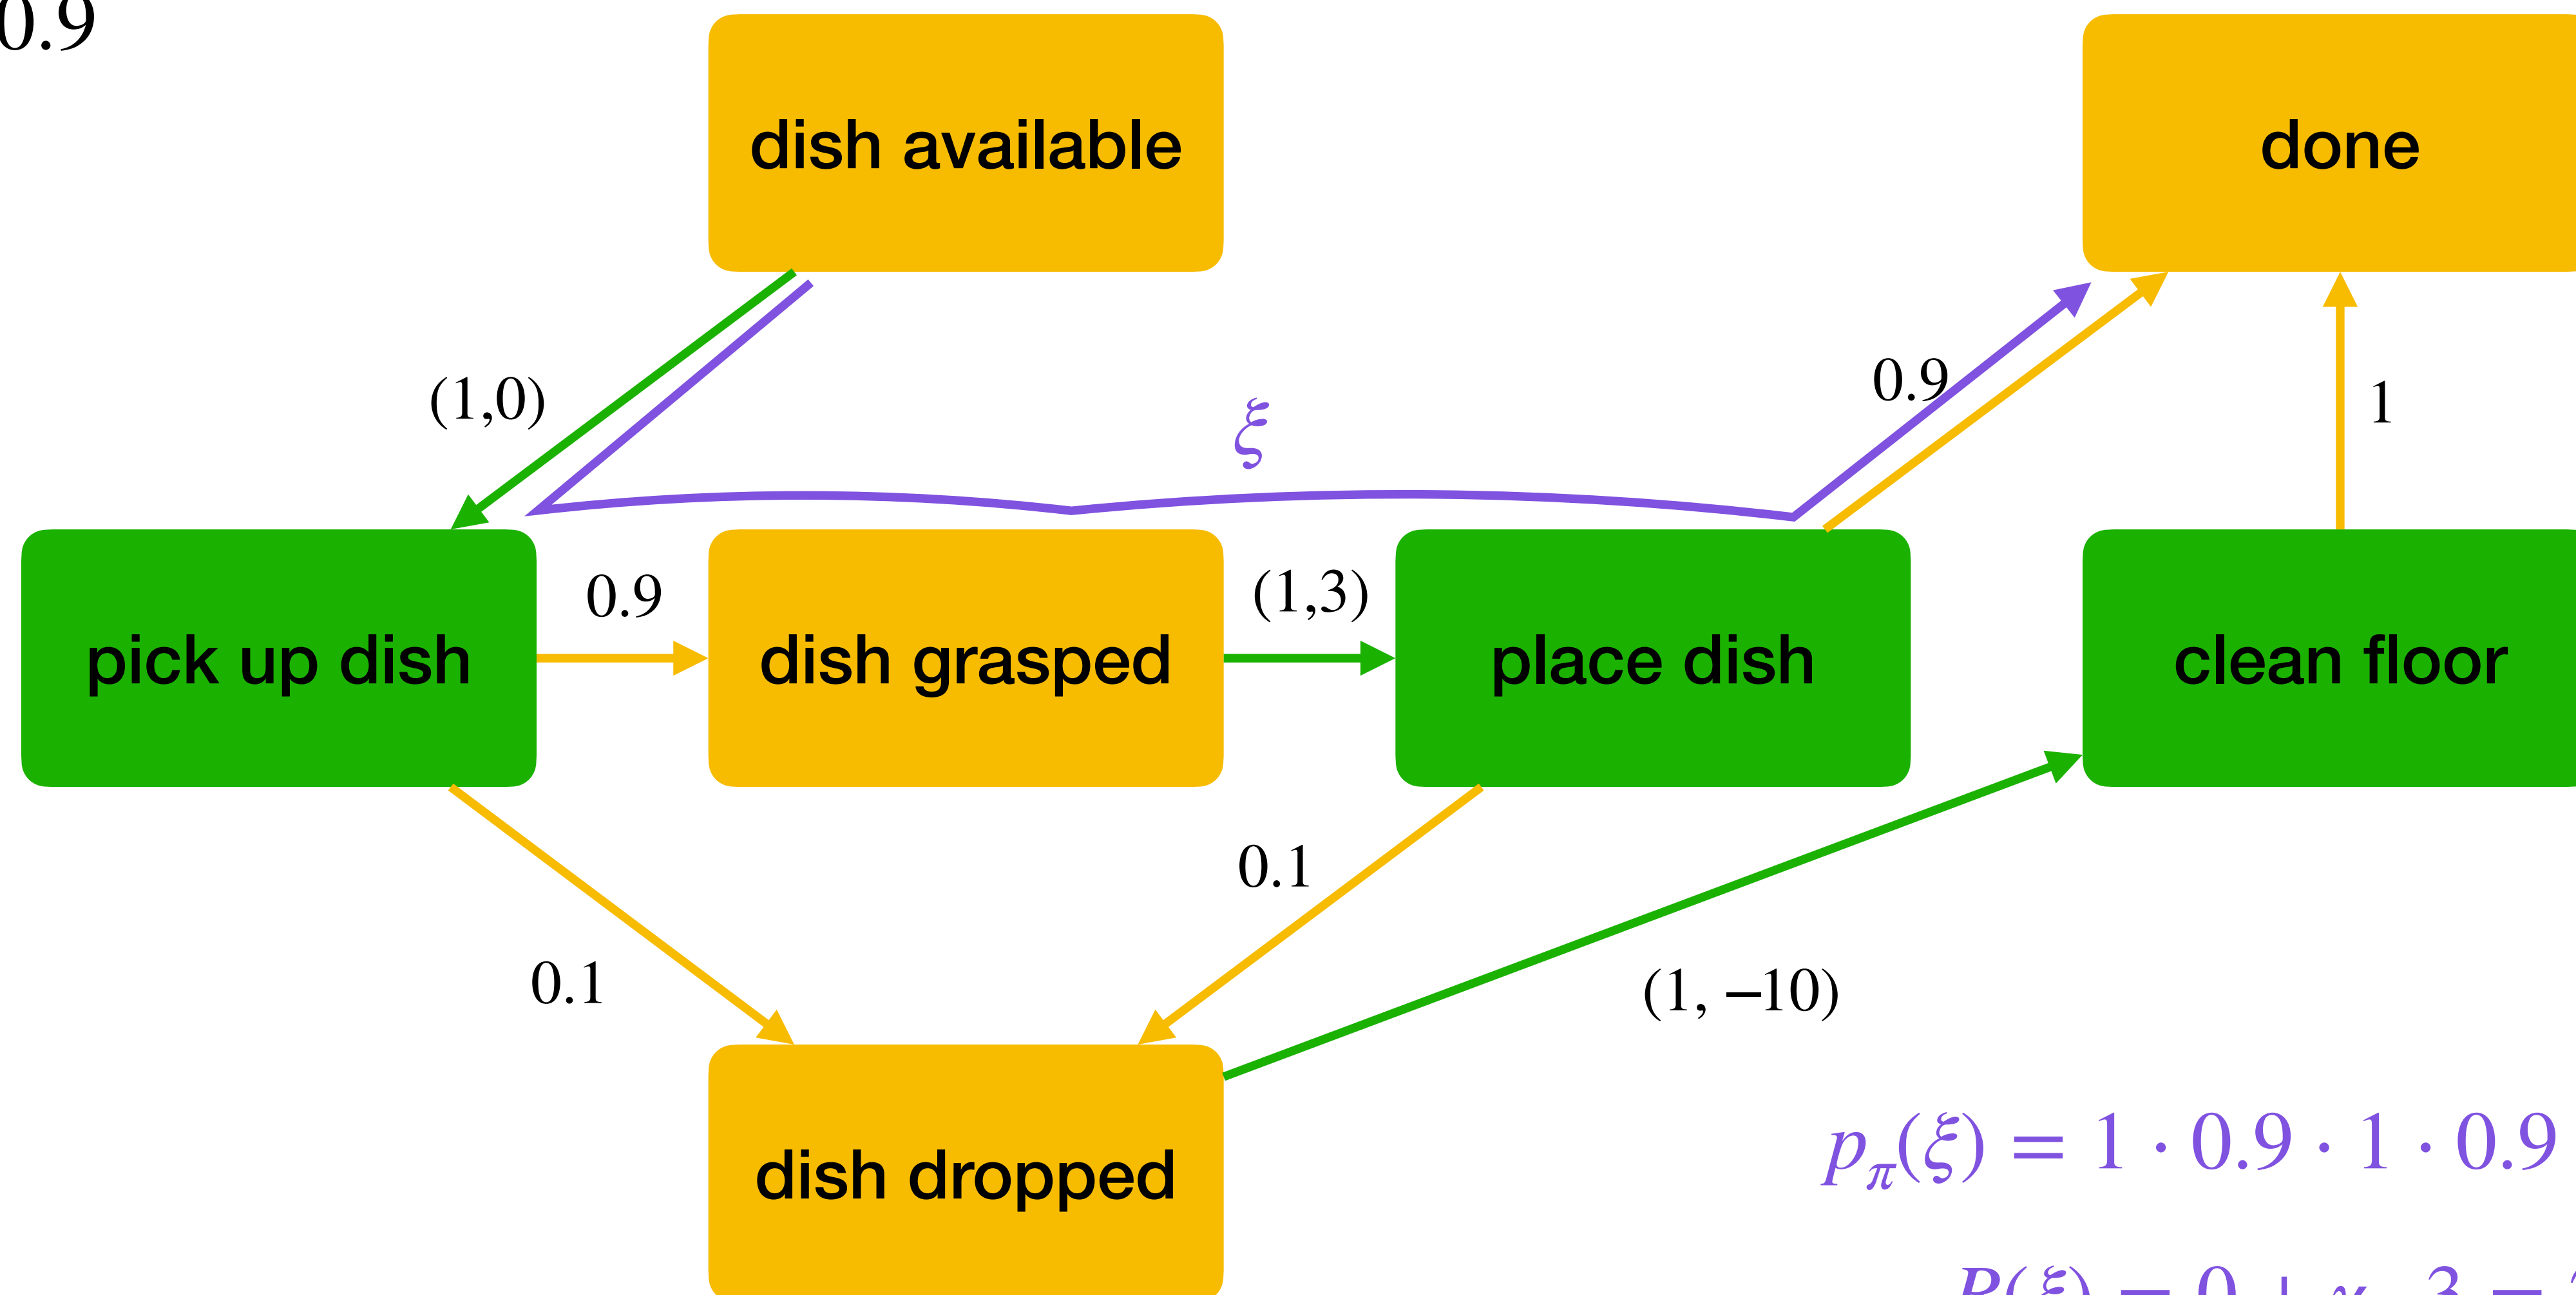 0.9
dish available
done
(1,0)
ξ
0.9
1
pick up dish
0.9
dish grasped
(1,3)
place dish
clean floor
0.1
0.1
(1, –10)
dish dropped
p_π(ξ) = 1 · 0.9 · 1 · 0.9
R(ξ) = 0 + γ · 3 =